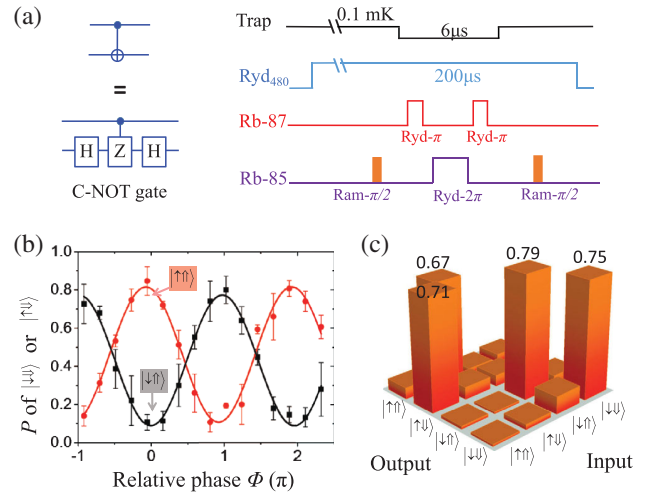 (a)
=
H Z H
C-NOT gate
Trap 0.1 mK 6μs
Ryd480 200μs
Rb-87
Ryd-π Ryd-π
Rb-85
Ram-π/2 Ryd-2π Ram-π/2
(b)
P of |↓⇓⟩ or |↑⇓⟩
1.0
0.8
0.6
0.4
0.2
0.0
|↑⇑⟩
|↓⇑⟩
-1 0 1 2
Relative phase Φ (π)
(c)
0.67 0.79 0.75
0.71
|↑⇑⟩ |↑⇓⟩ |↓⇑⟩ |↓⇓⟩
Output
|↑⇑⟩ |↑⇓⟩ |↓⇑⟩ |↓⇓⟩
Input